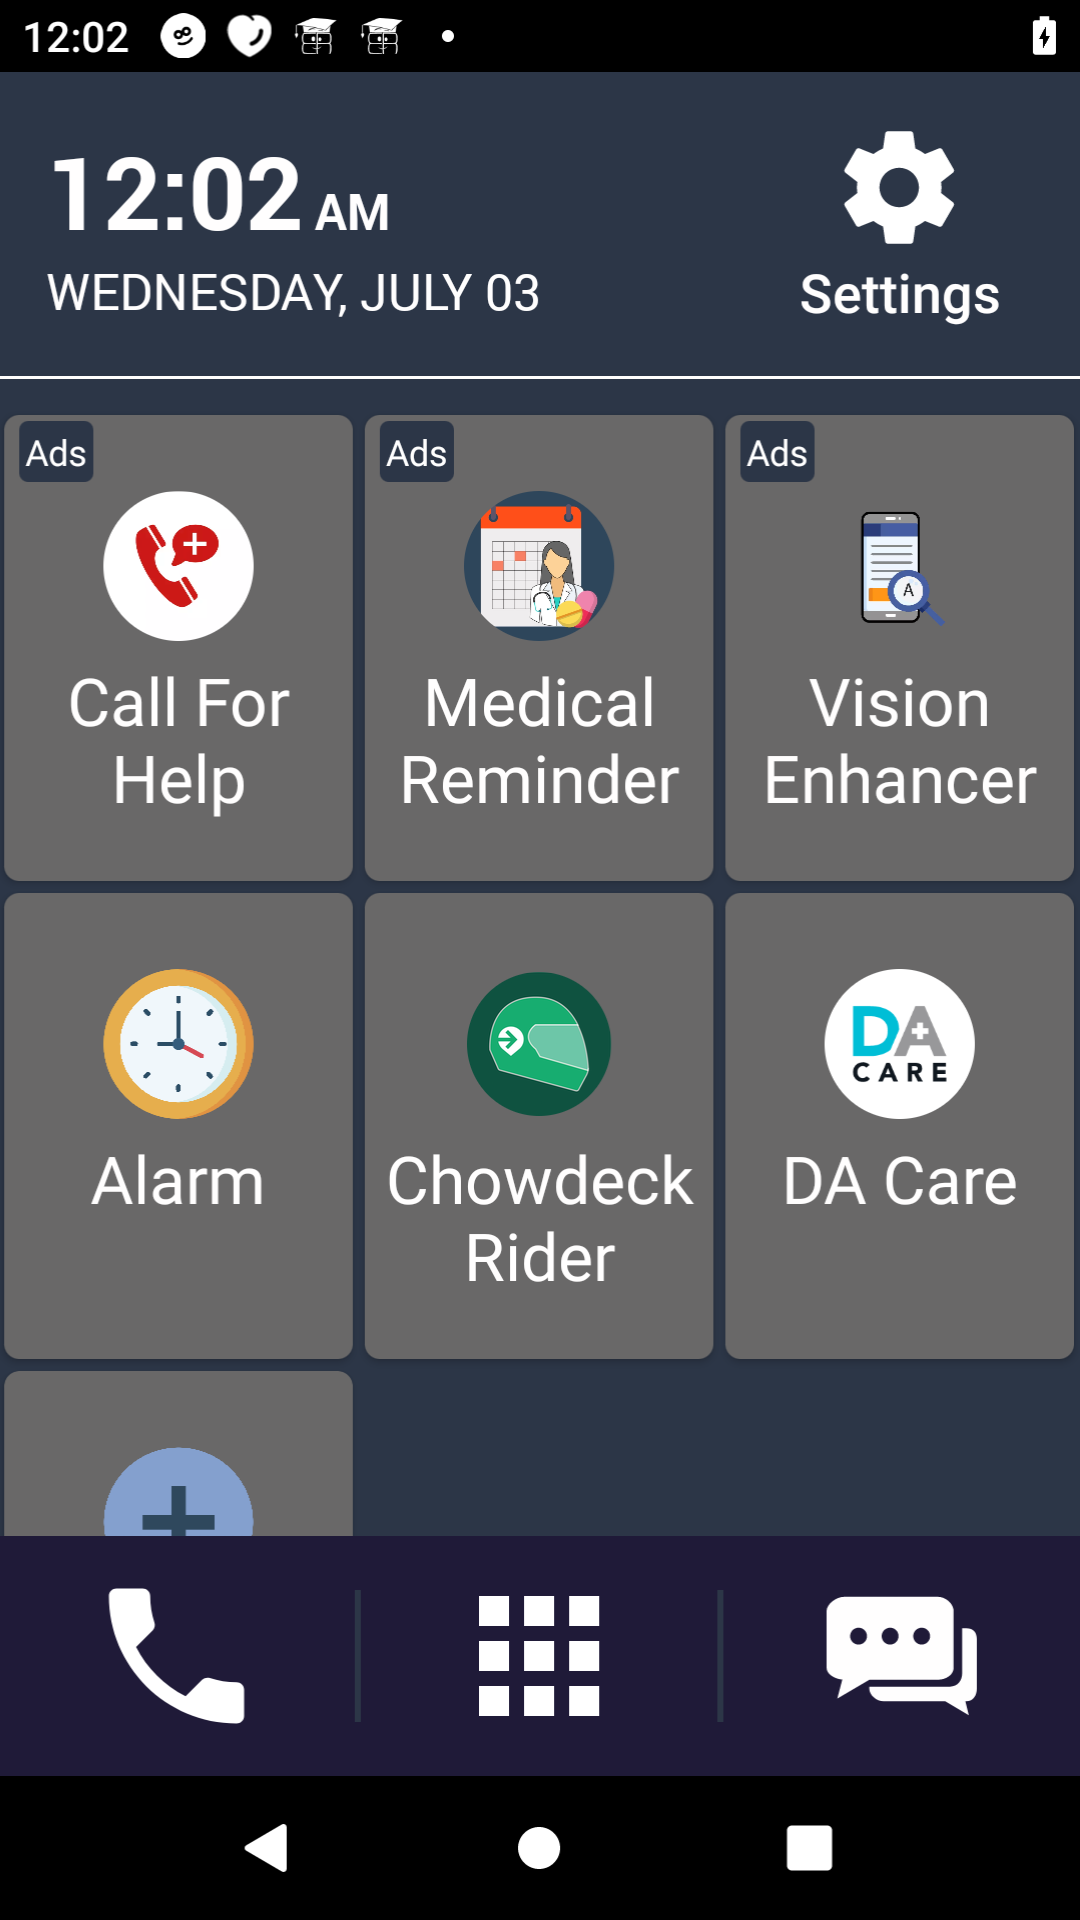 12:02
12:02 AM
WEDNESDAY, JULY 03
Settings
Ads
Call For
Help
Ads
Medical
Reminder
Ads
A
Vision
Enhancer
Alarm
Chowdeck
Rider
DA
CARE
DA Care